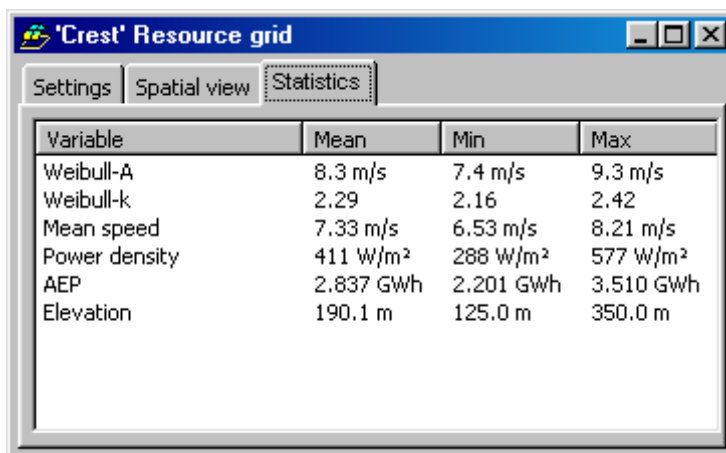 'Crest' Resource grid
Settings Spatial view Statistics
Variable Mean Min Max
Weibull-A 8.3 m/s 7.4 m/s 9.3 m/s
Weibull-k 2.29 2.16 2.42
Mean speed 7.33 m/s 6.53 m/s 8.21 m/s
Power density 411 W/m² 288 W/m² 577 W/m²
AEP 2.837 GWh 2.201 GWh 3.510 GWh
Elevation 190.1 m 125.0 m 350.0 m